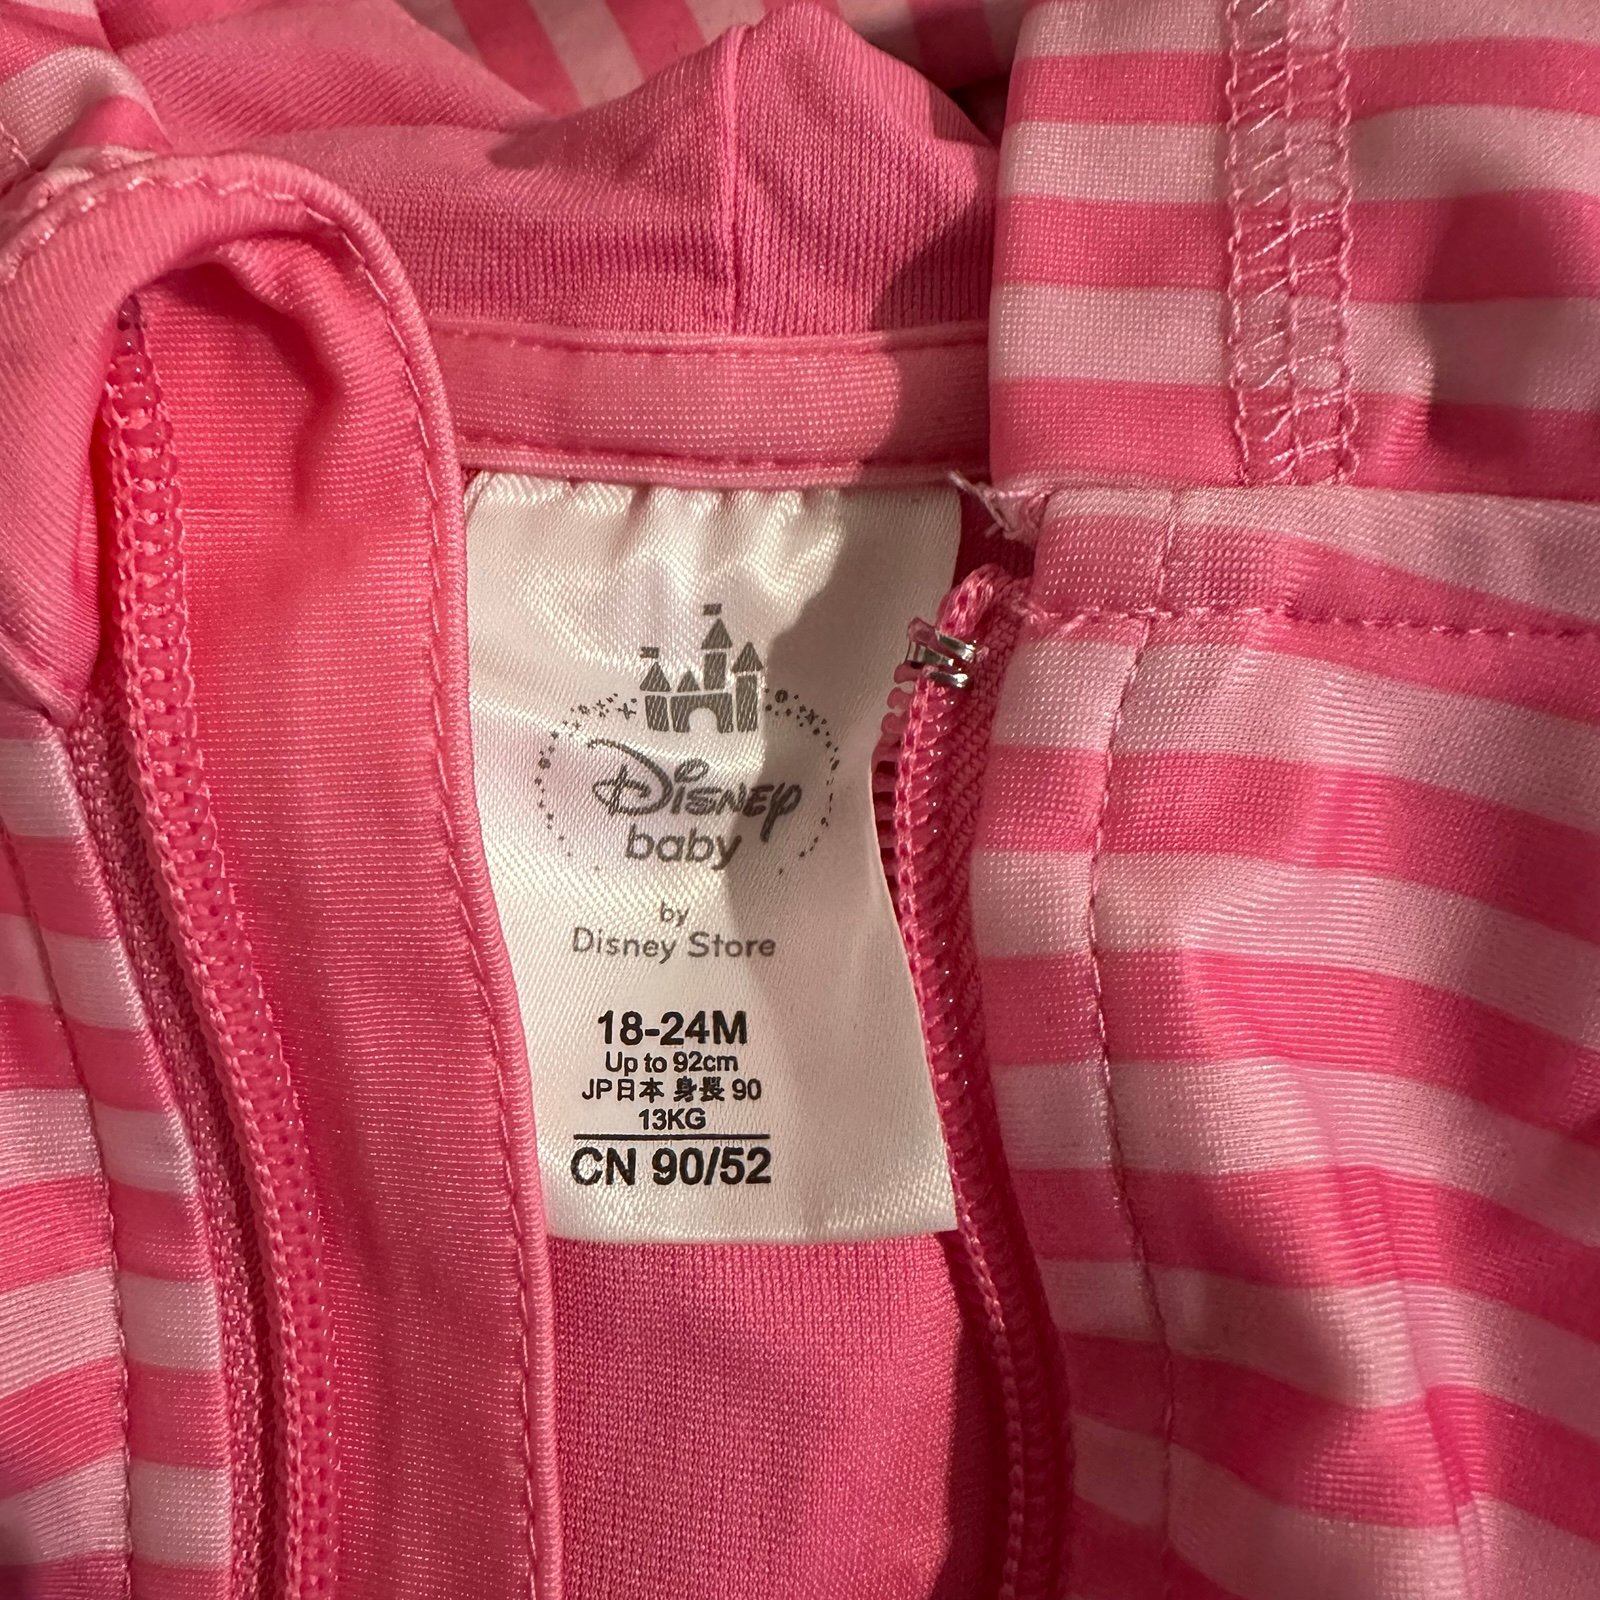 Disney
baby
by
Disney Store
18-24M
Up to 92cm
JP日本 身長 90
13KG
CN 90/52